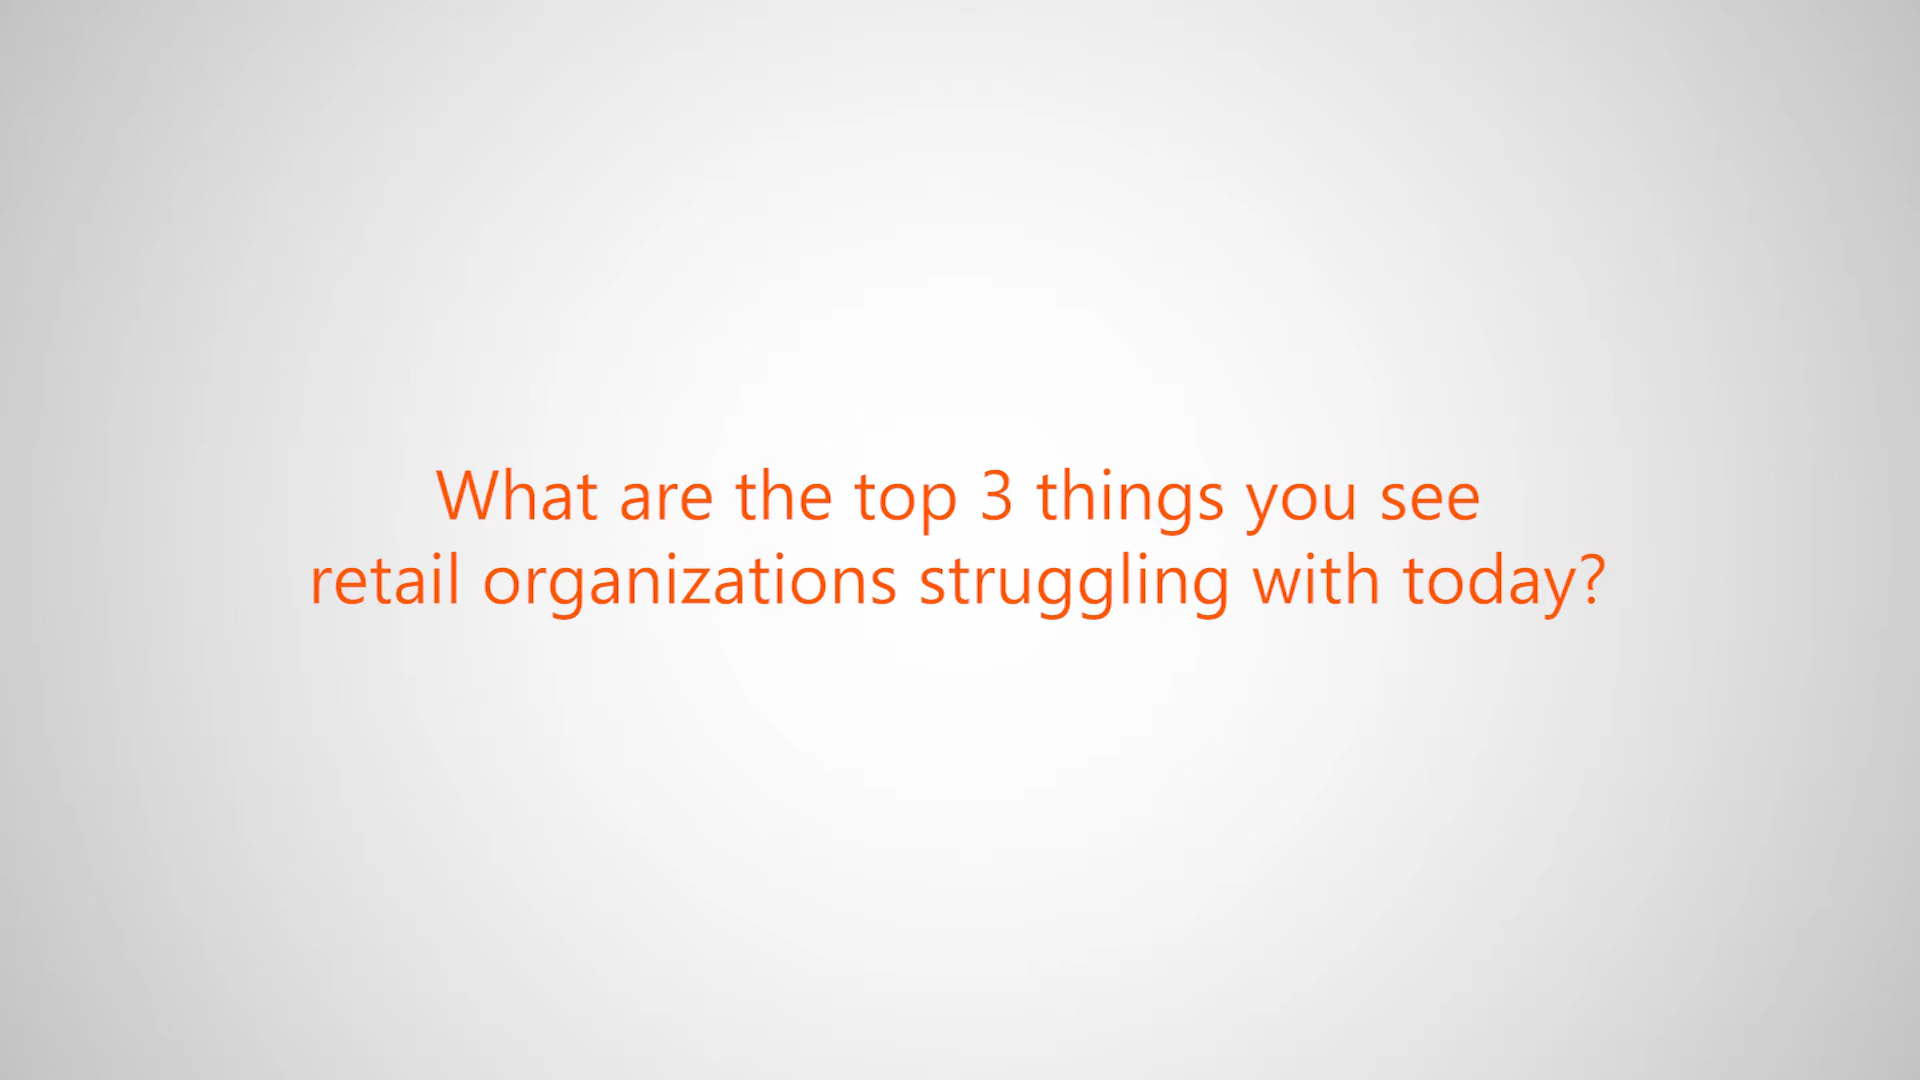 What are the top 3 things you see
retail organizations struggling with today?